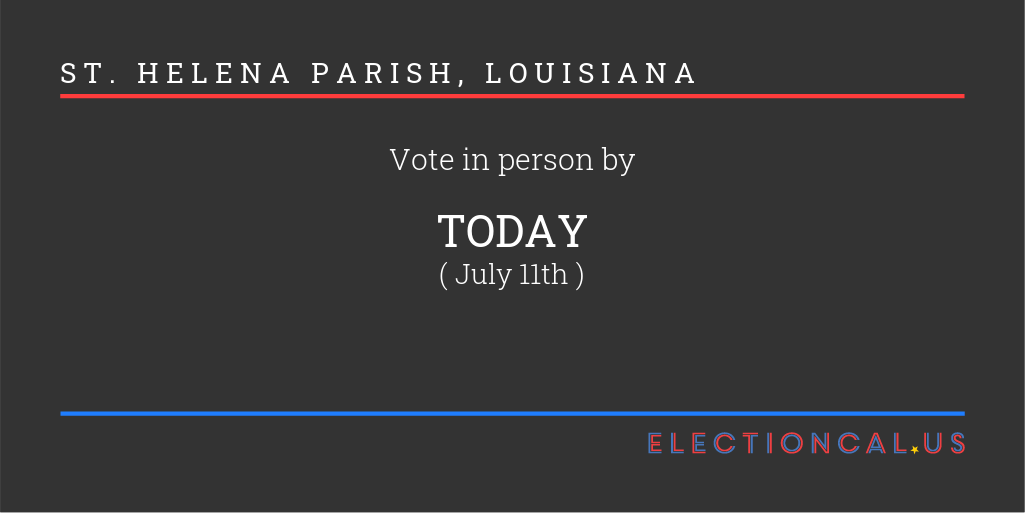 ST. HELENA PARISH, LOUISIANA
Vote in person by
TODAY
( July 11th )
ELECTIONCAL.US